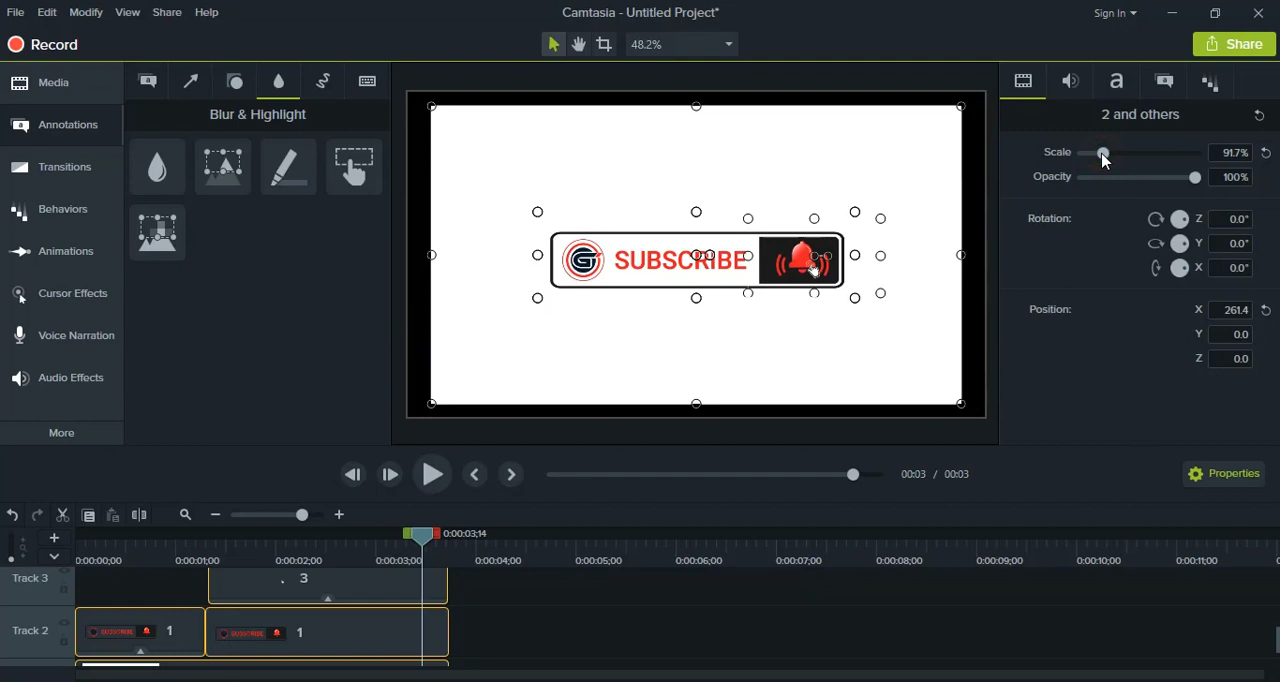 File Edit Modify View Share Help
Camtasia - Untitled Project*
Sign In
Record
48.2%
Share
Media
Annotations
Transitions
Behaviors
Animations
Cursor Effects
Voice Narration
Audio Effects
More
a
a
a
a
Blur & Highlight
G SUBSCRIBE
2 and others
Scale 91.7%
Opacity 100%
Rotation: Z 0.0°
Y 0.0°
X 0.0°
Position: X 261.4
Y 0.0
Z 0.0
00:03 / 00:03
Properties
0:00:03;14
0:00:00;00 0:00:01;00 0:00:02;00 0:00:03;00 0:00:04;00 0:00:05;00 0:00:06;00 0:00:07;00 0:00:08;00 0:00:09;00 0:00:10;00 0:00:11;00
Track 3
3
Track 2
SUBSCRIBE 1
SUBSCRIBE 1